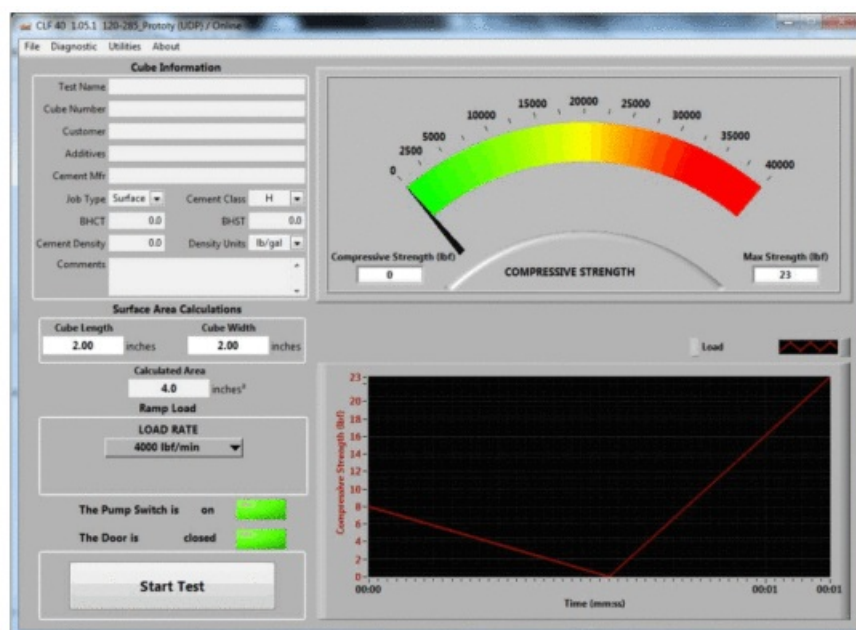 CLF 40 1.05.1 120-285_Prototy (UDP) / Online
File Diagnostic Utilities About
Cube Information
Test Name
Cube Number
Customer
Additives
Cement Mfr
Job Type Surface Cement Class H
BHCT 0.0 BHST 0.0
Cement Density 0.0 Density Units lb/gal
Comments
Surface Area Calculations
Cube Length Cube Width
2.00 inches 2.00 inches
Calculated Area
4.0 inches²
Ramp Load
LOAD RATE
4000 lbf/min
The Pump Switch is on
The Door is closed
Start Test
0 2500 5000 10000 15000 20000 25000 30000 35000 40000
Compressive Strength (lbf)
0
COMPRESSIVE STRENGTH
Max Strength (lbf)
23
Load
Compressive Strength (lbf)
23
20
18
16
14
12
10
8
6
4
2
0
00:00 00:01 00:01
Time (mm:ss)